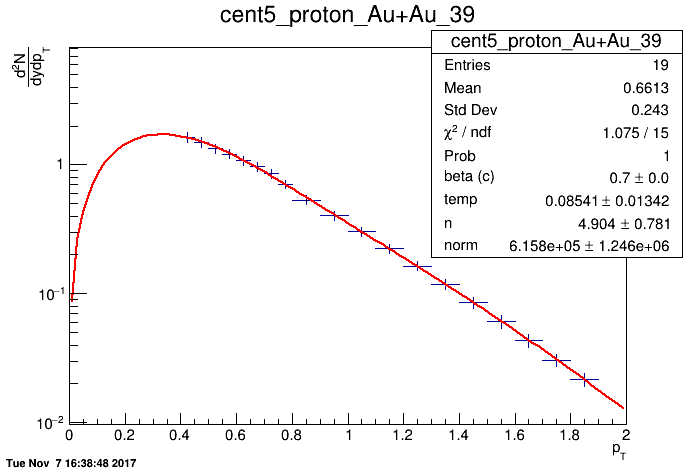 cent5_proton_Au+Au_39
d²N
dydp_T
cent5_proton_Au+Au_39
Entries 19
Mean 0.6613
Std Dev 0.243
χ² / ndf 1.075 / 15
Prob 1
beta (c) 0.7 ± 0.0
temp 0.08541 ± 0.01342
n 4.904 ± 0.781
norm 6.158e+05 ± 1.246e+06
1
10⁻¹
10⁻²
0 0.2 0.4 0.6 0.8 1 1.2 1.4 1.6 1.8 2
p_T
Tue Nov 7 16:38:48 2017